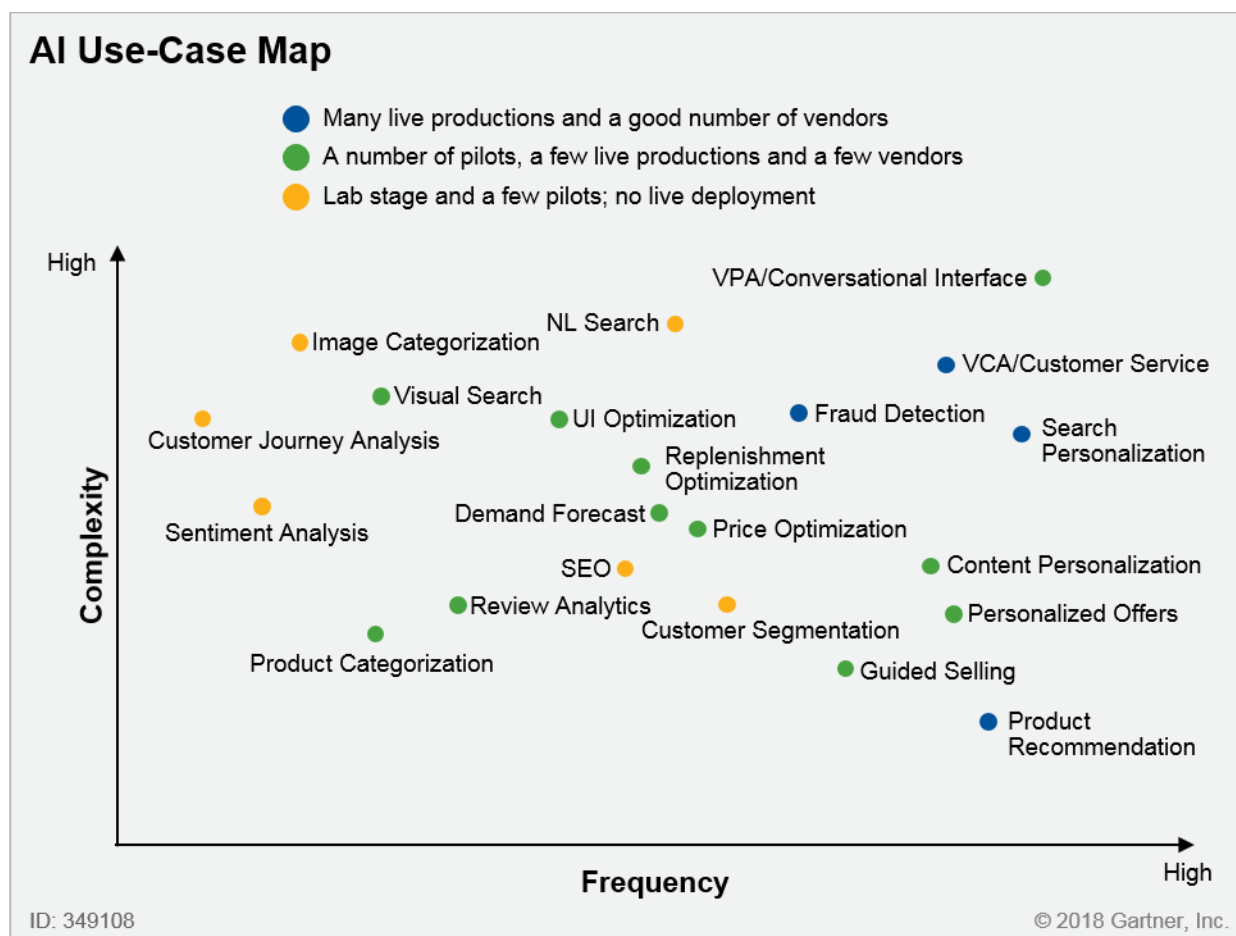 AI Use-Case Map
Many live productions and a good number of vendors
A number of pilots, a few live productions and a few vendors
Lab stage and a few pilots; no live deployment
High
VPA/Conversational Interface
NL Search
Image Categorization
VCA/Customer Service
Visual Search
UI Optimization
Fraud Detection
Customer Journey Analysis
Search
Personalization
Replenishment
Optimization
Demand Forecast
Price Optimization
Sentiment Analysis
SEO
Content Personalization
Review Analytics
Personalized Offers
Customer Segmentation
Product Categorization
Guided Selling
Product
Recommendation
Complexity
High
Frequency
ID: 349108
© 2018 Gartner, Inc.